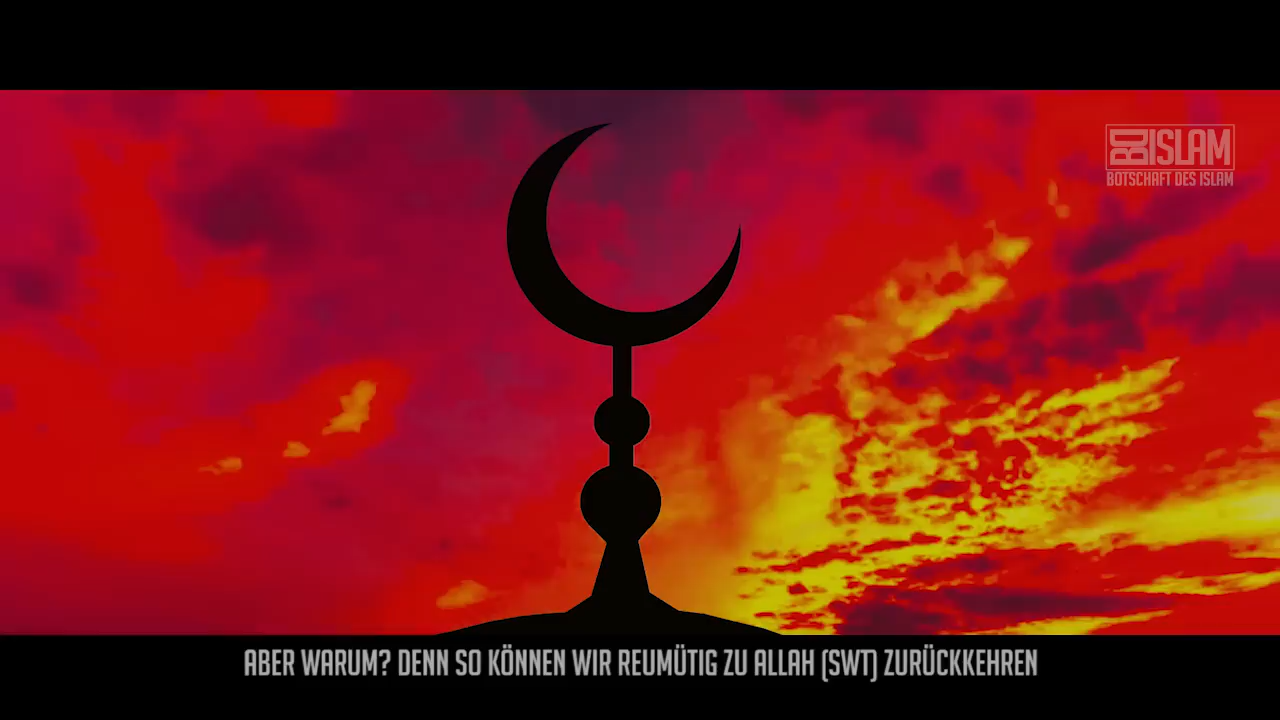 BDI ISLAM
BOTSCHAFT DES ISLAM
ABER WARUM? DENN SO KÖNNEN WIR REUMÜTIG ZU ALLAH (SWT) ZURÜCKKEHREN